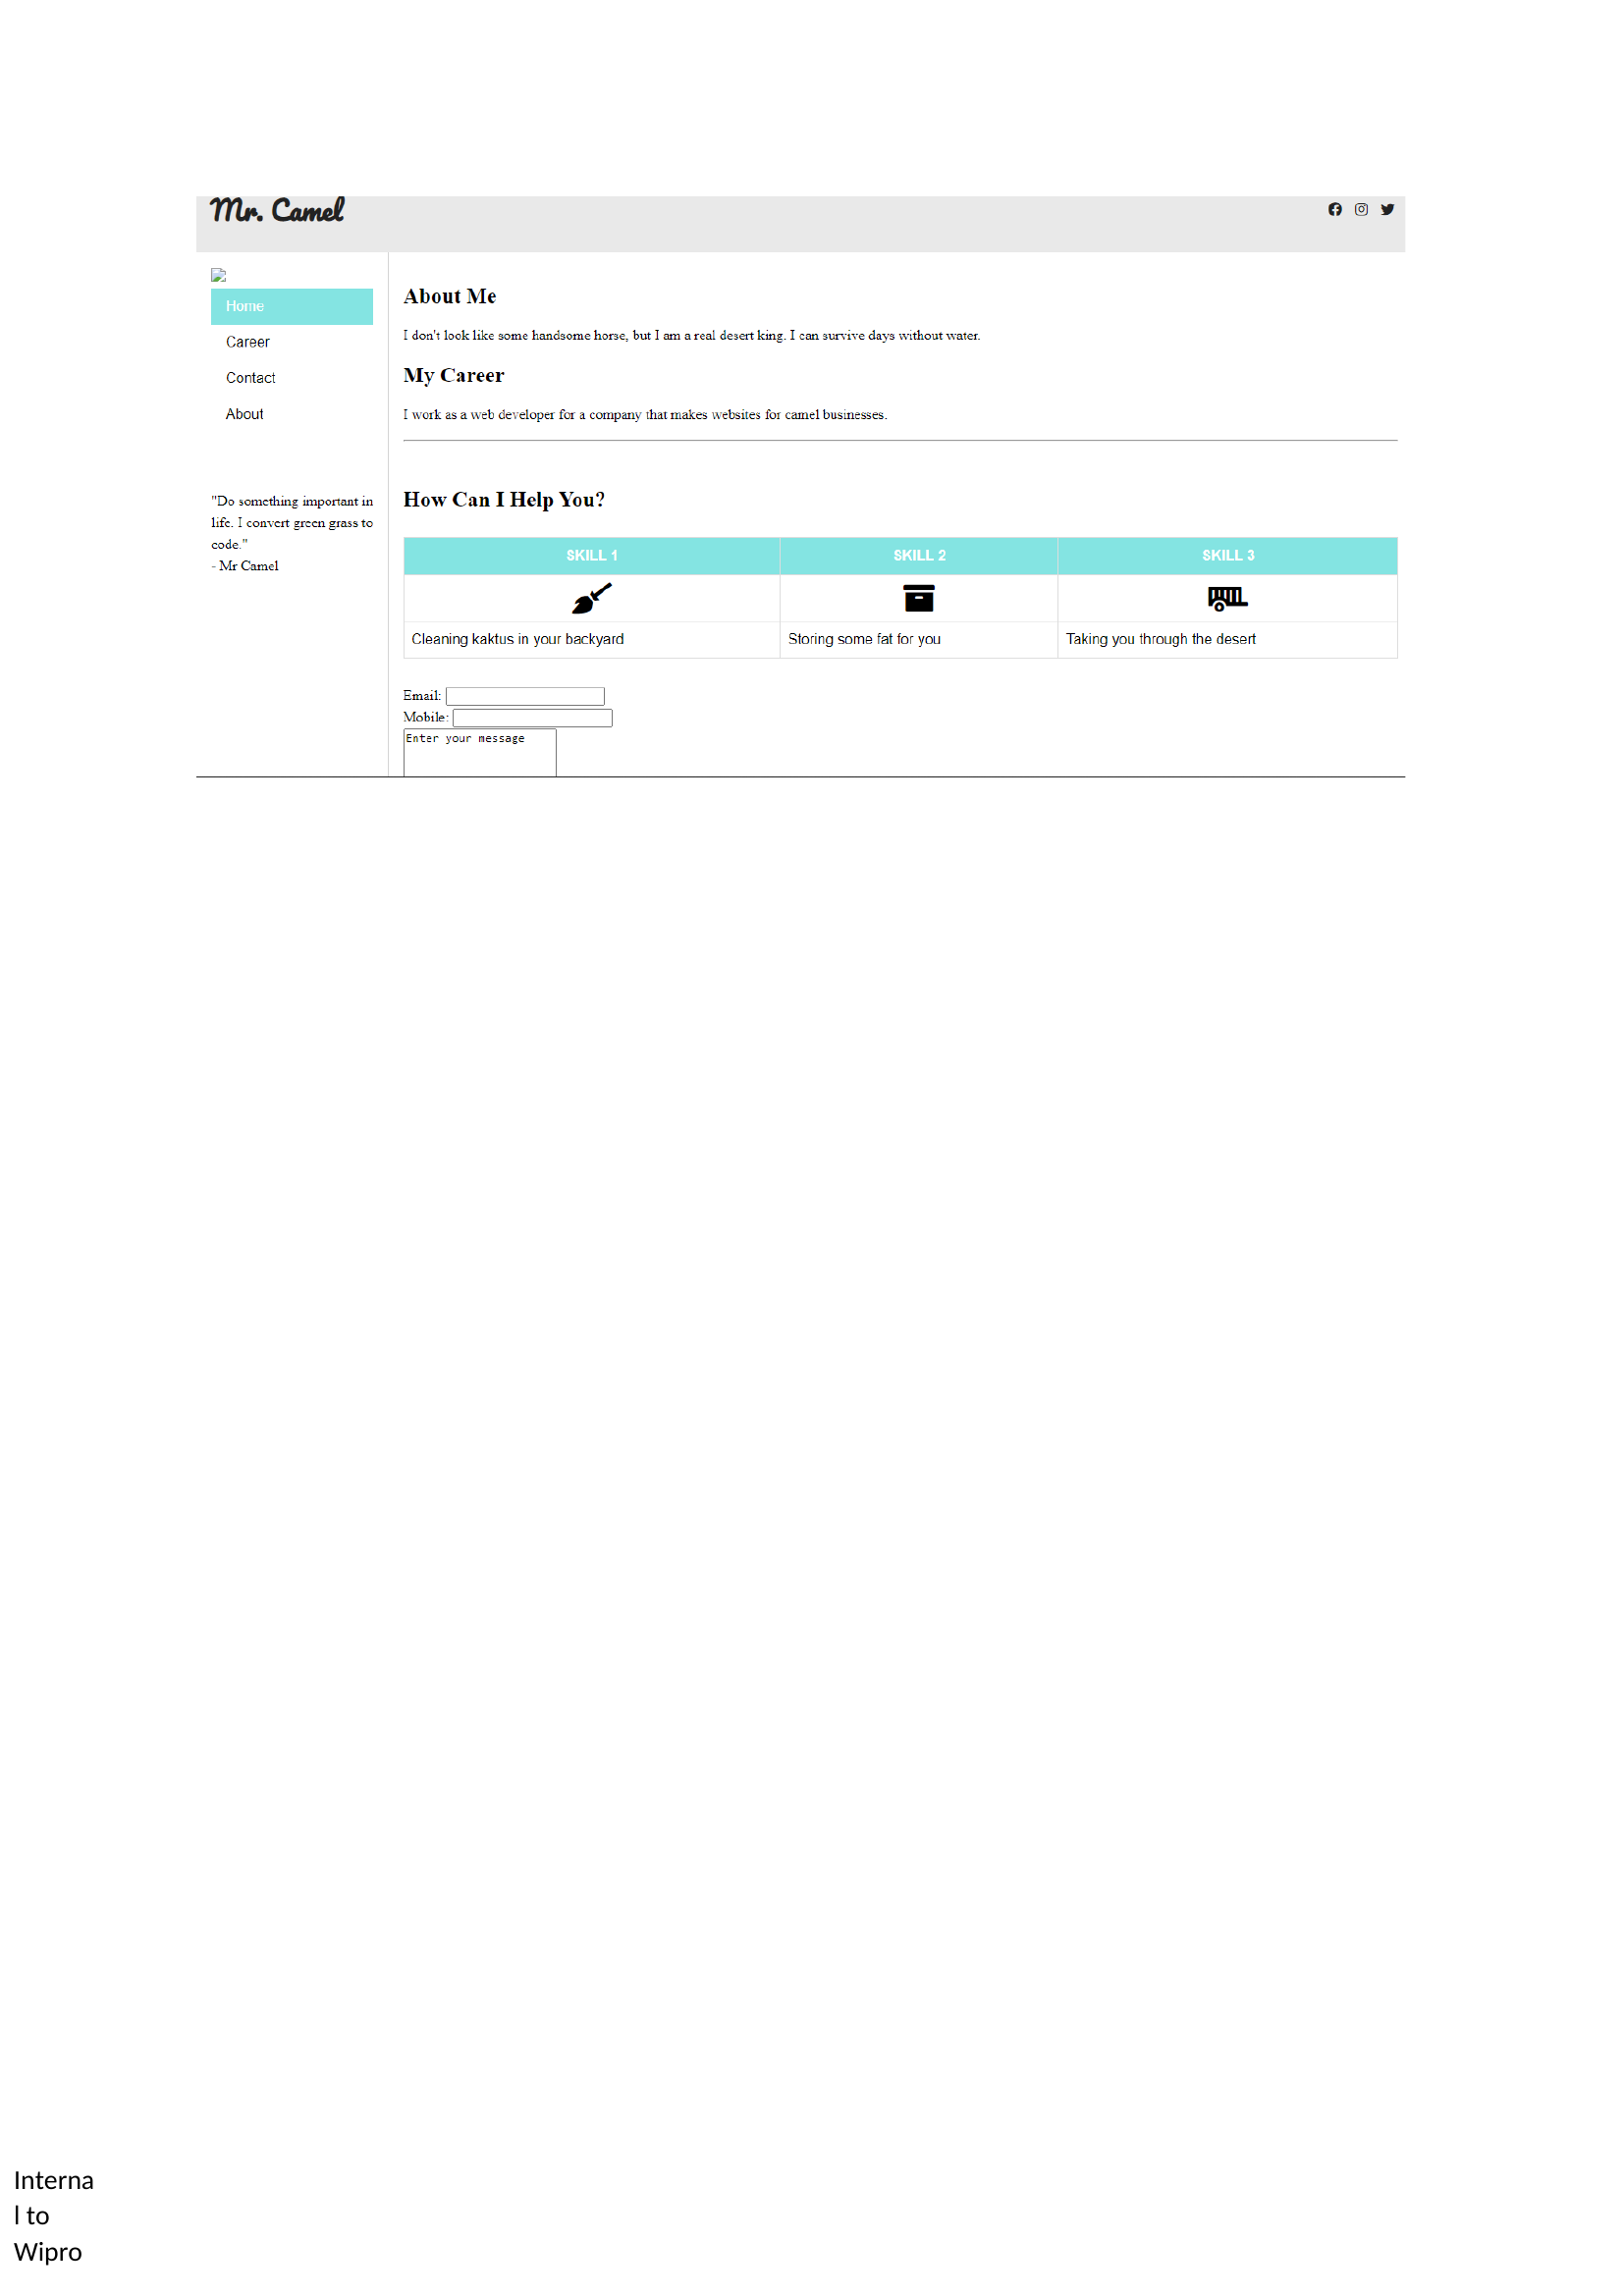 Mr. Camel
Home
Career
Contact
About
"Do something important in
life. I convert green grass to
code."
- Mr Camel
About Me
I don't look like some handsome horse, but I am a real desert king. I can survive days without water.
My Career
I work as a web developer for a company that makes websites for camel businesses.
How Can I Help You?
SKILL 1 SKILL 2 SKILL 3
Cleaning kaktus in your backyard Storing some fat for you Taking you through the desert
Email:
Mobile:
Enter your message
Interna
l to
Wipro